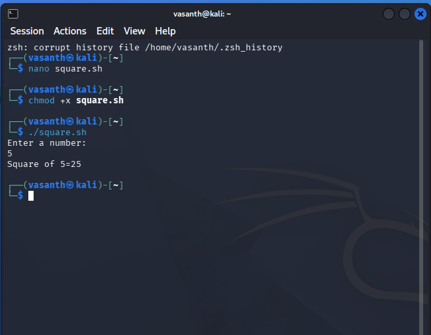 vasanth@kali: ~
Session Actions Edit View Help
zsh: corrupt history file /home/vasanth/.zsh_history
┌──(vasanth㉿kali)-[~]
└─$ nano square.sh
┌──(vasanth㉿kali)-[~]
└─$ chmod +x square.sh
┌──(vasanth㉿kali)-[~]
└─$ ./square.sh
Enter a number:
5
Square of 5=25
┌──(vasanth㉿kali)-[~]
└─$